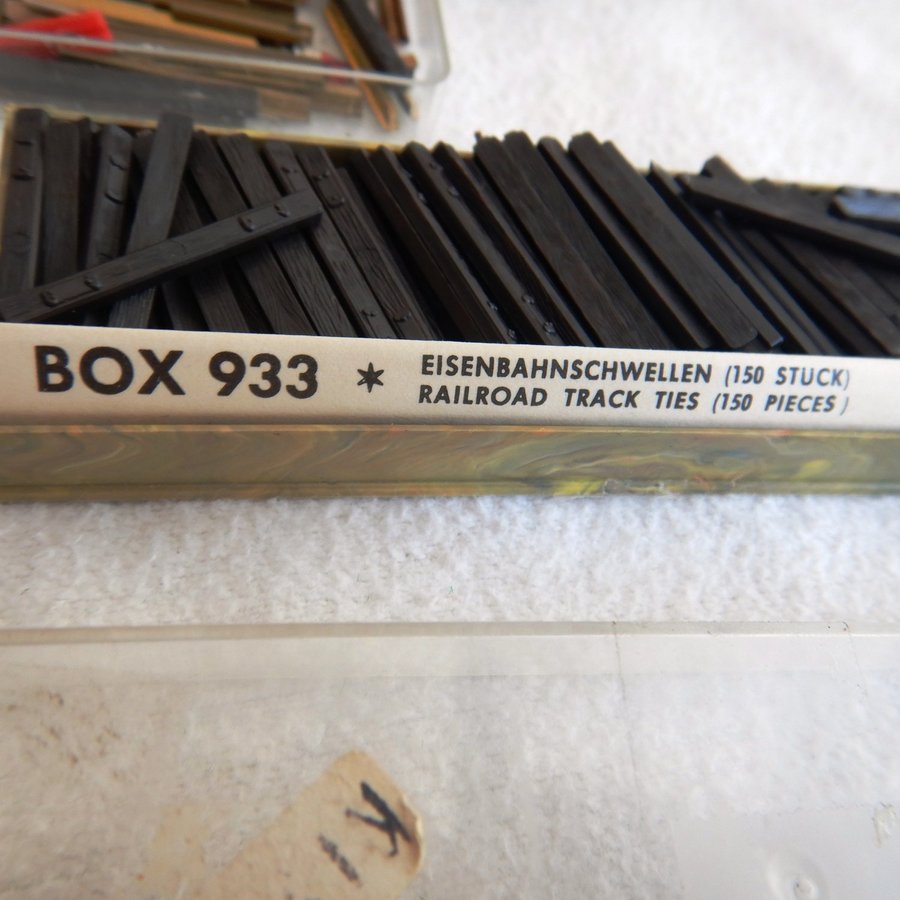 BOX 933 * EISENBAHNSCHWELLEN (150 STUCK)
RAILROAD TRACK TIES (150 PIECES)
K